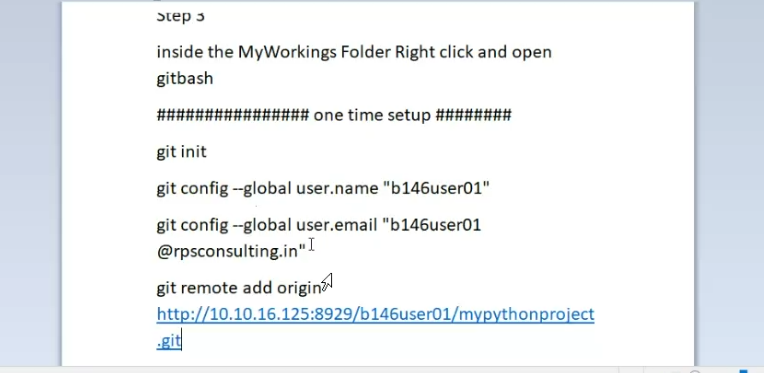 Step 3
inside the MyWorkings Folder Right click and open
gitbash
################ one time setup ########
git init
git config --global user.name "b146user01"
git config --global user.email "b146user01
@rpsconsulting.in"
git remote add origin
http://10.10.16.125:8929/b146user01/mypythonproject
.git